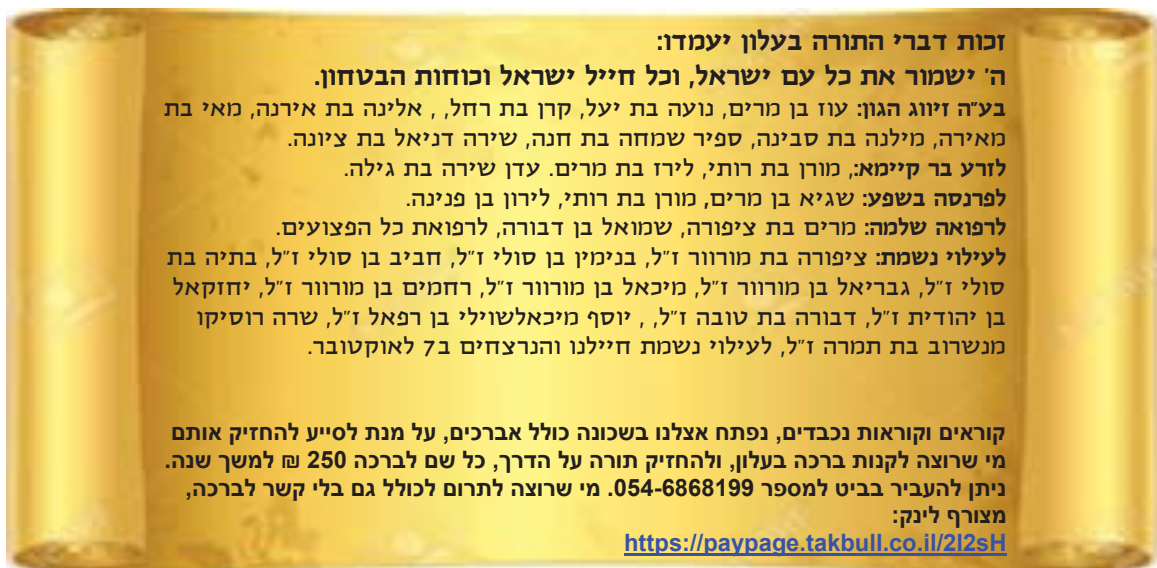 זכות דברי התורה בעלון יעמדו:
ה' ישמור את כל עם ישראל, וכל חייל ישראל וכוחות הבטחון.
בע"ה זיווג הגון: עוז בן מרים, נועה בת יעל, קרן בת רחל, , אלינה בת אירנה, מאי בת
מאירה, מילנה בת סבינה, ספיר שמחה בת חנה, שירה דניאל בת ציונה.
לזרע בר קיימא:, מורן בת רותי, לירז בת מרים. עדן שירה בת גילה.
לפרנסה בשפע: שגיא בן מרים, מורן בת רותי, לירון בן פנינה.
לרפואה שלמה: מרים בת ציפורה, שמואל בן דבורה, לרפואת כל הפצועים.
לעילוי נשמת: ציפורה בת מורוור ז"ל, בנימין בן סולי ז"ל, חביב בן סולי ז"ל, בתיה בת
סולי ז"ל, גבריאל בן מורוור ז"ל, מיכאל בן מורוור ז"ל, רחמים בן מורוור ז"ל, יחזקאל
בן יהודית ז"ל, דבורה בת טובה ז"ל, , יוסף מיכאלשוילי בן רפאל ז"ל, שרה רוסיקו
מנשרוב בת תמרה ז"ל, לעילוי נשמת חיילנו והנרצחים ב7 לאוקטובר.
קוראים וקוראות נכבדים, נפתח אצלנו בשכונה כולל אברכים, על מנת לסייע להחזיק אותם
מי שרוצה לקנות ברכה בעלון, ולהחזיק תורה על הדרך, כל שם לברכה 250 ₪ למשך שנה.
ניתן להעביר בביט למספר 054-6868199. מי שרוצה לתרום לכולל גם בלי קשר לברכה,
מצורף לינק:
https://paypage.takbull.co.il/2l2sH